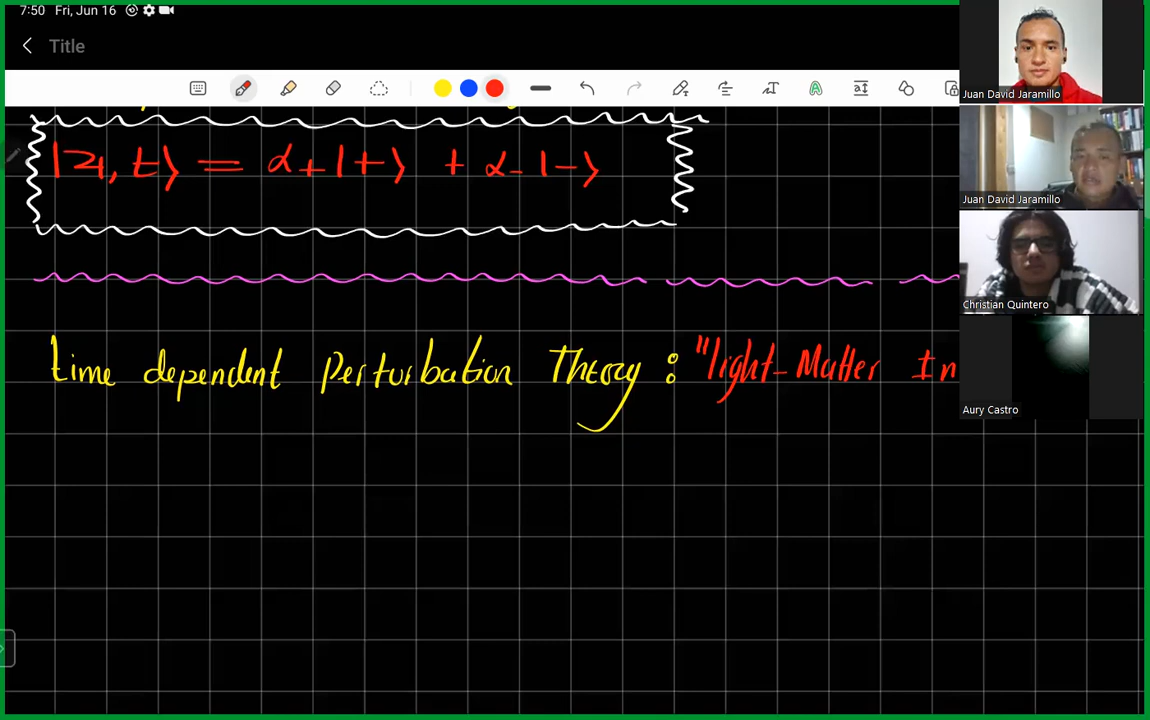 7:50 Fri, Jun 16
Title
|ψ, t⟩ = α+ |+⟩ + α- |-⟩
time dependent Perturbation Theory : "light-Matter In
Juan David Jaramillo
Juan David Jaramillo
Christian Quintero
Aury Castro